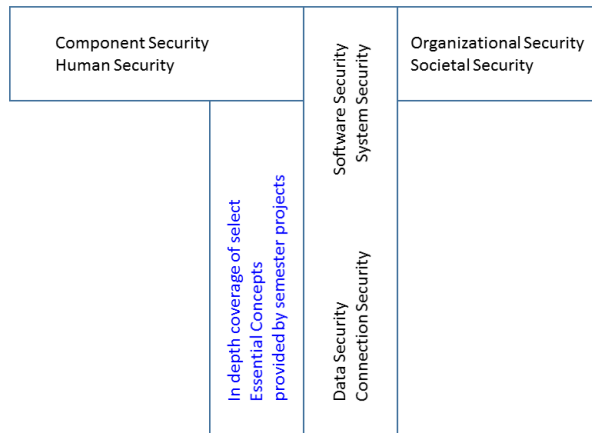 Component Security
Human Security
Software Security
System Security
Organizational Security
Societal Security
In depth coverage of select
Essential Concepts
provided by semester projects
Data Security
Connection Security